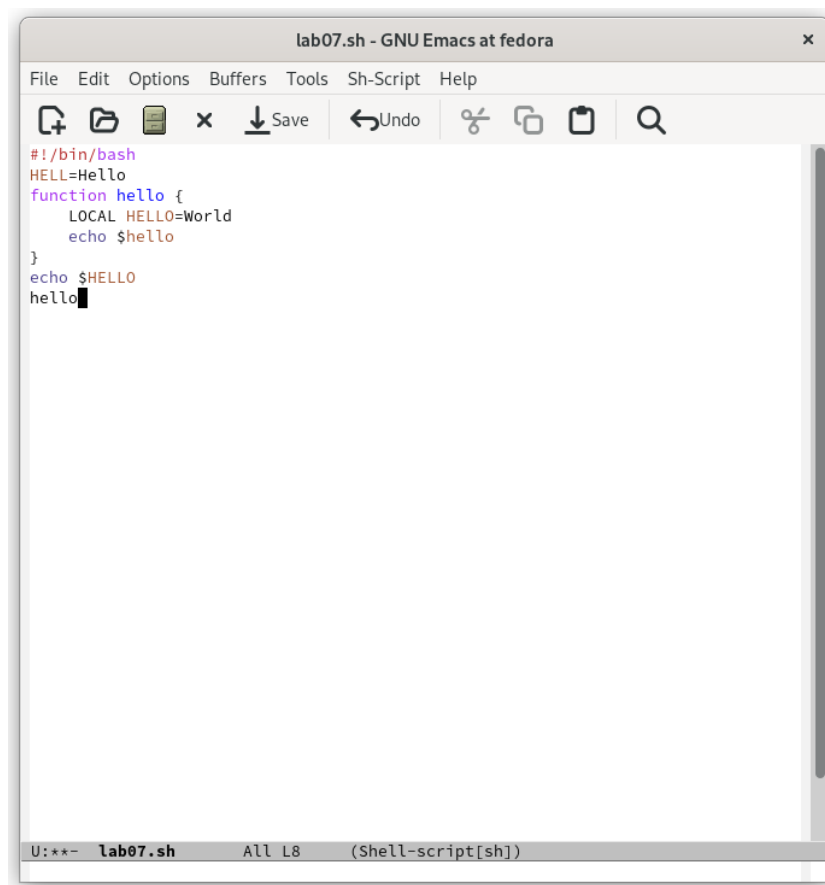 lab07.sh - GNU Emacs at fedora
File Edit Options Buffers Tools Sh-Script Help
Save Undo
#!/bin/bash
HELL=Hello
function hello {
    LOCAL HELLO=World
    echo $hello
}
echo $HELLO
hello
U:**- lab07.sh All L8 (Shell-script[sh])